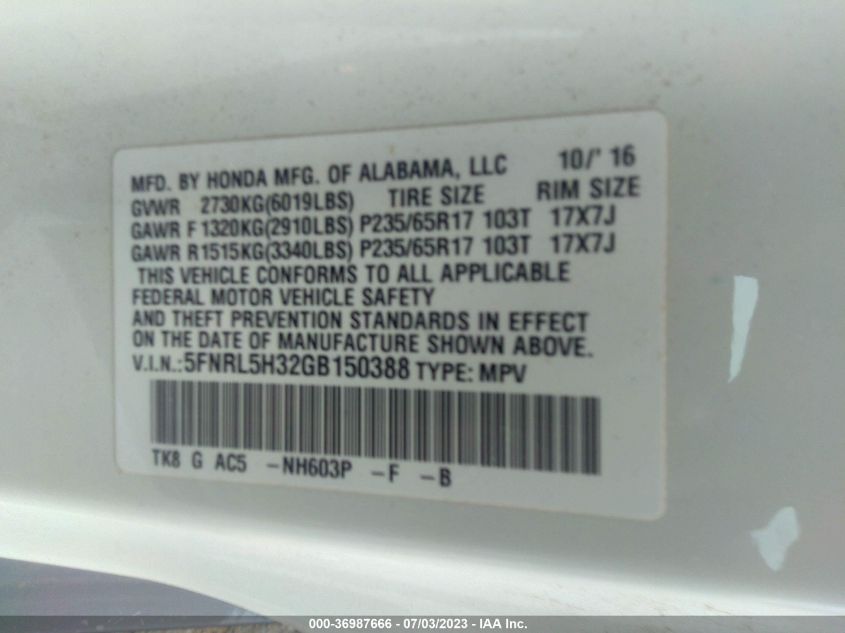 MFD. BY HONDA MFG. OF ALABAMA, LLC 10/' 16
GVWR 2730KG(6019LBS) TIRE SIZE RIM SIZE
GAWR F1320KG(2910LBS) P235/65R17 103T 17X7J
GAWR R1515KG(3340LBS) P235/65R17 103T 17X7J
THIS VEHICLE CONFORMS TO ALL APPLICABLE
FEDERAL MOTOR VEHICLE SAFETY
AND THEFT PREVENTION STANDARDS IN EFFECT
ON THE DATE OF MANUFACTURE SHOWN ABOVE.
V.I.N.:5FNRL5H32GB150388 TYPE: MPV
TK8 G AC5 -NH603P -F -B
000-36987666 - 07/03/2023 - IAA Inc.